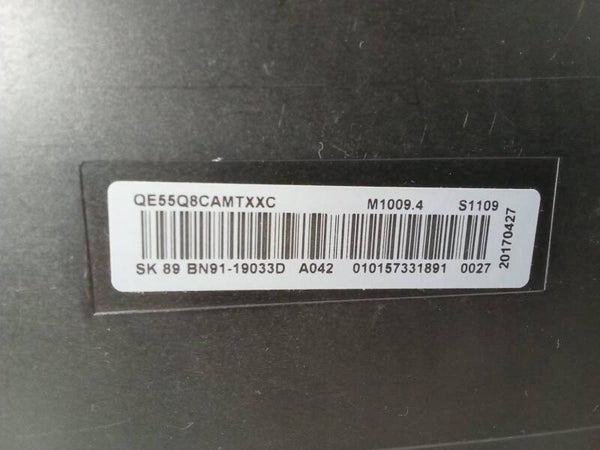 QE55Q8CAMTXXC M1009.4 S1109
SK 89 BN91-19033D A042 010157331891 0027
20170427